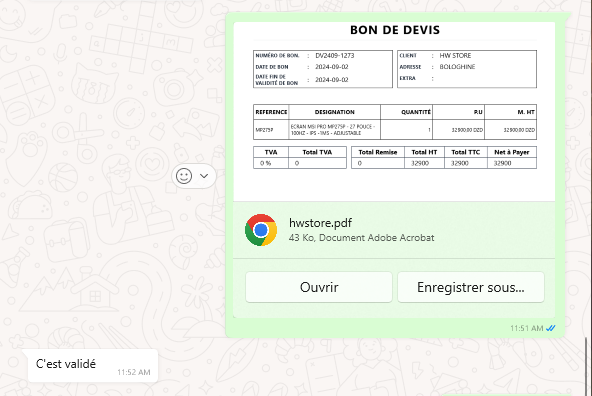 BON DE DEVIS
NUMÉRO DE BON. : DV2409-1273
DATE DE BON : 2024-09-02
DATE FIN DE VALIDITÉ DE BON : 2024-09-02
CLIENT : HW STORE
ADRESSE : BOLOGHINE
EXTRA :
REFERENCE DESIGNATION QUANTITÉ P.U M. HT
MP275P ECRAN MSI PRO MP275P - 27 POUCE -
100HZ - IPS - 1MS - ADJUSTABLE 1 32900.00 DZD 32900.00 DZD
TVA Total TVA Total Remise Total HT Total TTC Net à Payer
0 % 0 0 32900 32900 32900
hwstore.pdf
43 Ko, Document Adobe Acrobat
Ouvrir
Enregistrer sous...
11:51 AM
C'est validé
11:52 AM